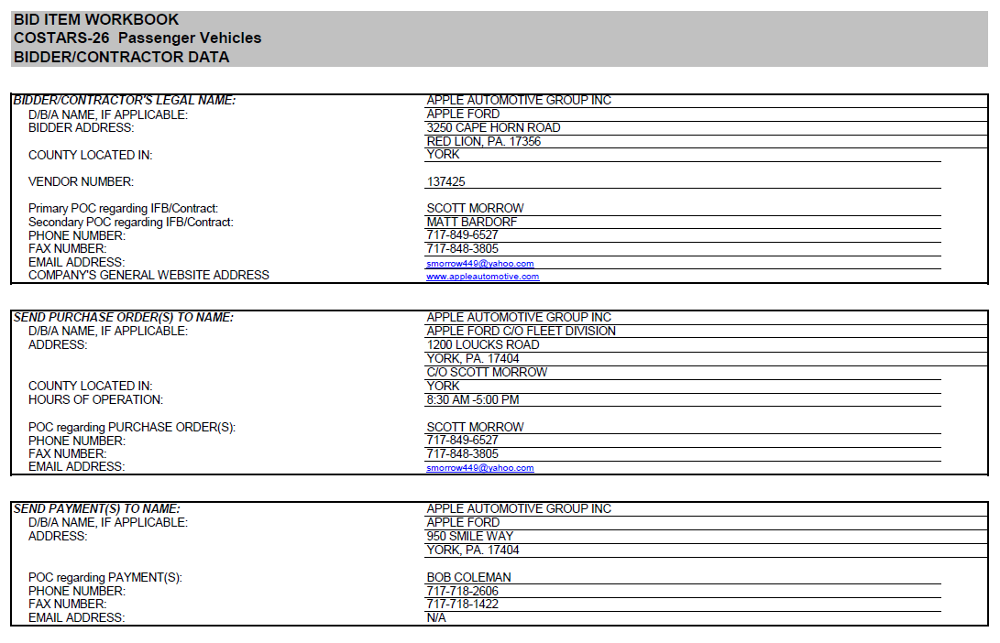 BID ITEM WORKBOOK
COSTARS-26 Passenger Vehicles
BIDDER/CONTRACTOR DATA
BIDDER/CONTRACTOR'S LEGAL NAME: APPLE AUTOMOTIVE GROUP INC
D/B/A NAME, IF APPLICABLE: APPLE FORD
BIDDER ADDRESS: 3250 CAPE HORN ROAD
RED LION, PA. 17356
COUNTY LOCATED IN: YORK
VENDOR NUMBER: 137425
Primary POC regarding IFB/Contract: SCOTT MORROW
Secondary POC regarding IFB/Contract: MATT BARDORF
PHONE NUMBER: 717-849-6527
FAX NUMBER: 717-848-3805
EMAIL ADDRESS: smorrow449@yahoo.com
COMPANY'S GENERAL WEBSITE ADDRESS www.appleautomotive.com
SEND PURCHASE ORDER(S) TO NAME: APPLE AUTOMOTIVE GROUP INC
D/B/A NAME, IF APPLICABLE: APPLE FORD C/O FLEET DIVISION
ADDRESS: 1200 LOUCKS ROAD
YORK, PA. 17404
C/O SCOTT MORROW
COUNTY LOCATED IN: YORK
HOURS OF OPERATION: 8:30 AM -5:00 PM
POC regarding PURCHASE ORDER(S): SCOTT MORROW
PHONE NUMBER: 717-849-6527
FAX NUMBER: 717-848-3805
EMAIL ADDRESS: smorrow449@yahoo.com
SEND PAYMENT(S) TO NAME: APPLE AUTOMOTIVE GROUP INC
D/B/A NAME, IF APPLICABLE: APPLE FORD
ADDRESS: 950 SMILE WAY
YORK, PA. 17404
POC regarding PAYMENT(S): BOB COLEMAN
PHONE NUMBER: 717-718-2606
FAX NUMBER: 717-718-1422
EMAIL ADDRESS: N/A